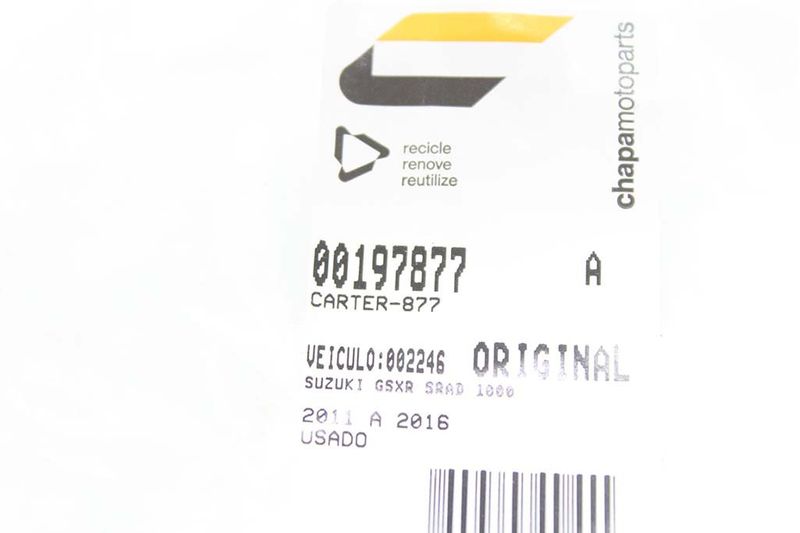 chapamotoparts
recicle
renove
reutilize
00197877 A
CARTER-877
VEICULO:002246 ORIGINAL
SUZUKI GSXR SRAD 1000
2011 A 2016
USADO